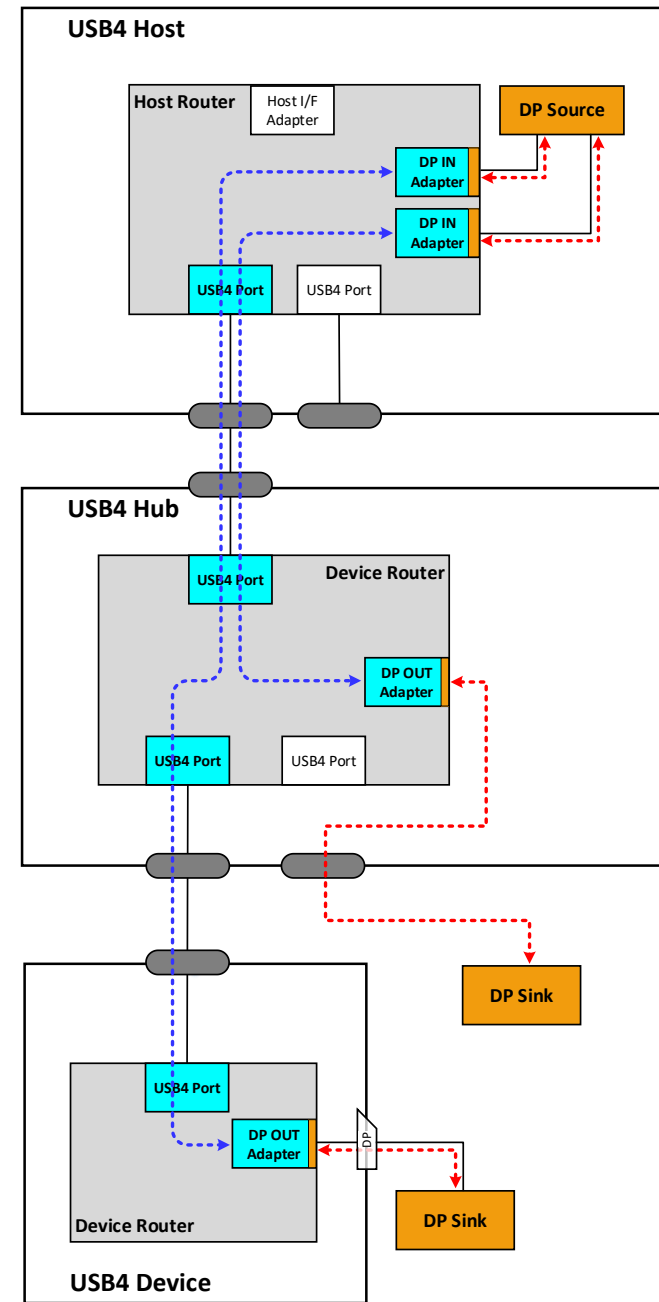 USB4 Host
Host Router
Host I/F
Adapter
DP Source
DP IN
Adapter
DP IN
Adapter
USB4 Port
USB4 Port
USB4 Hub
USB4 Port
Device Router
DP OUT
Adapter
USB4 Port
USB4 Port
DP Sink
USB4 Port
DP OUT
Adapter
DP
DP Sink
Device Router
USB4 Device